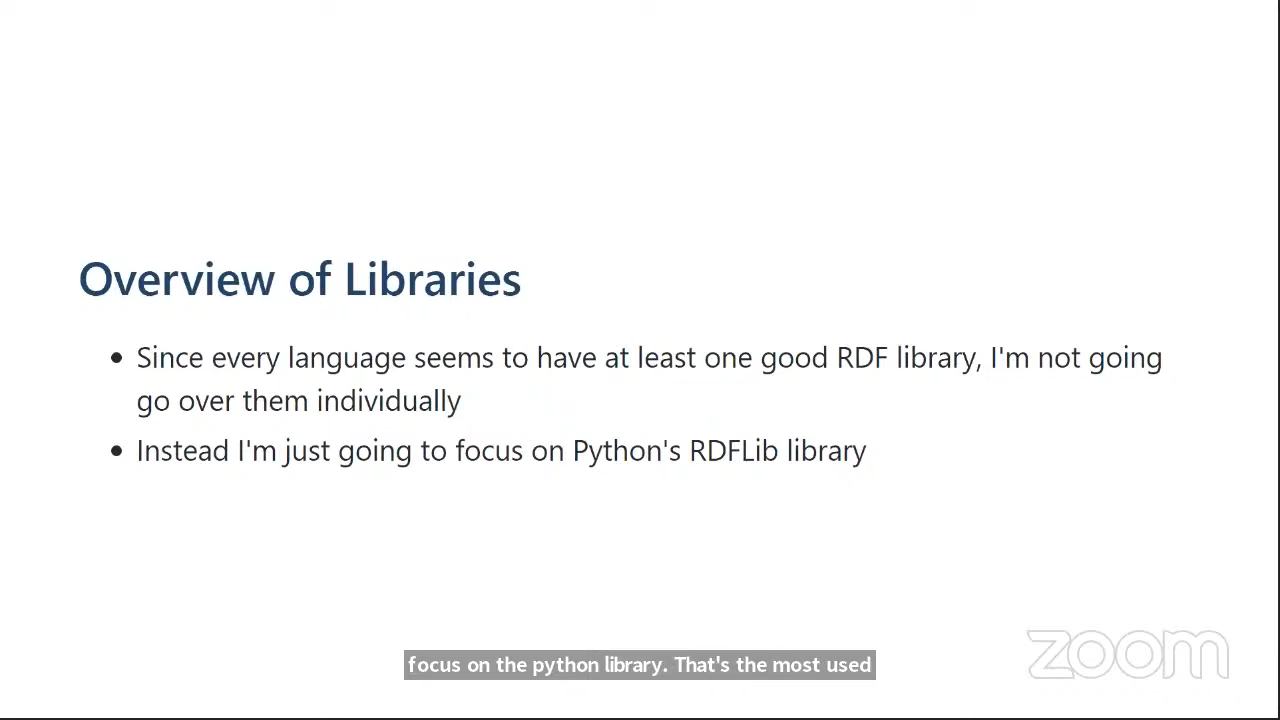 Overview of Libraries
• Since every language seems to have at least one good RDF library, I'm not going
go over them individually
• Instead I'm just going to focus on Python's RDFLib library
focus on the python library. That's the most used
zoom